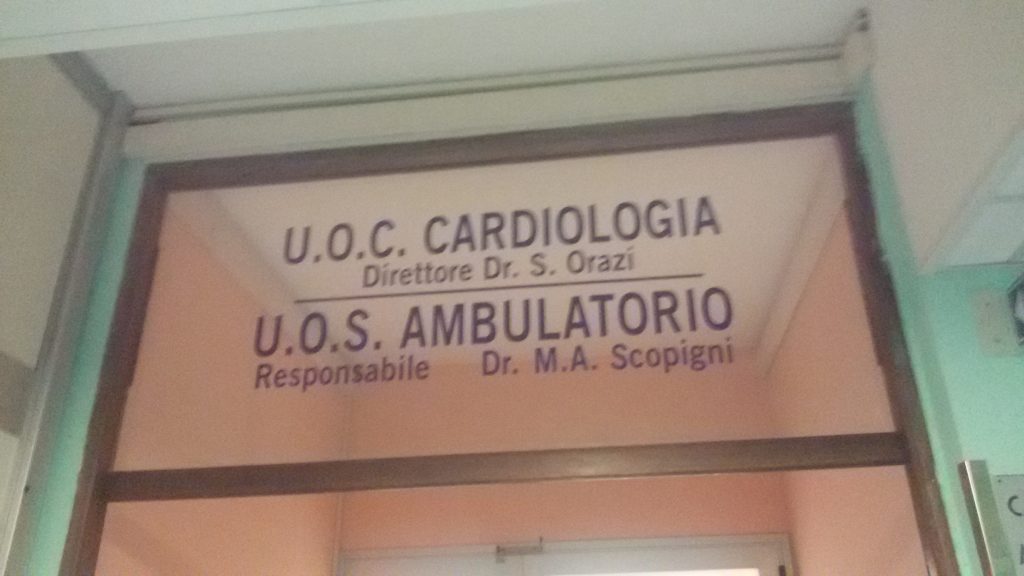 U.O.C. CARDIOLOGIA
Direttore Dr. S. Orazi
U.O.S. AMBULATORIO
Responsabile Dr. M.A. Scopigni